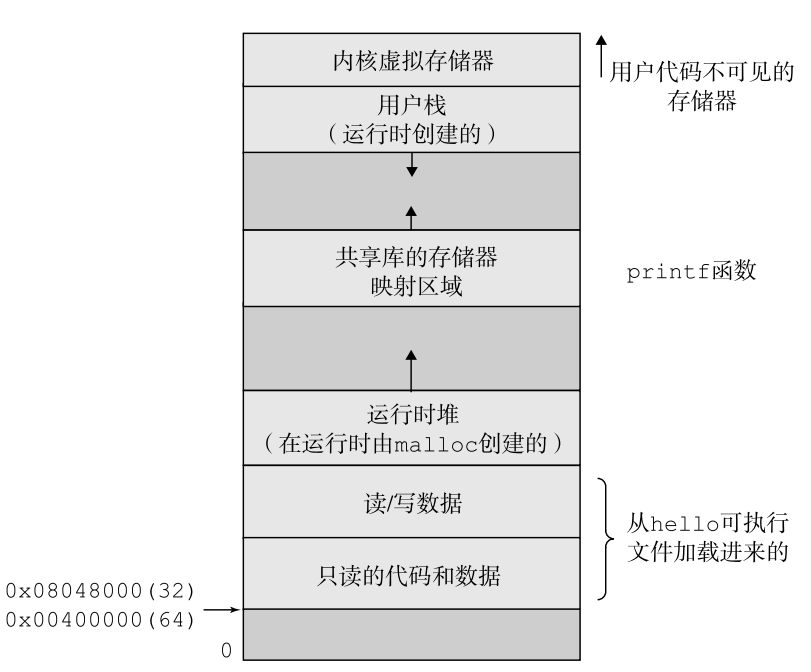 内核虚拟存储器
用户代码不可见的
存储器
用户栈
（运行时创建的）
共享库的存储器
映射区域
printf函数
运行时堆
（在运行时由malloc创建的）
读/写数据
从hello可执行
文件加载进来的
只读的代码和数据
0x08048000(32)
0x00400000(64)
0